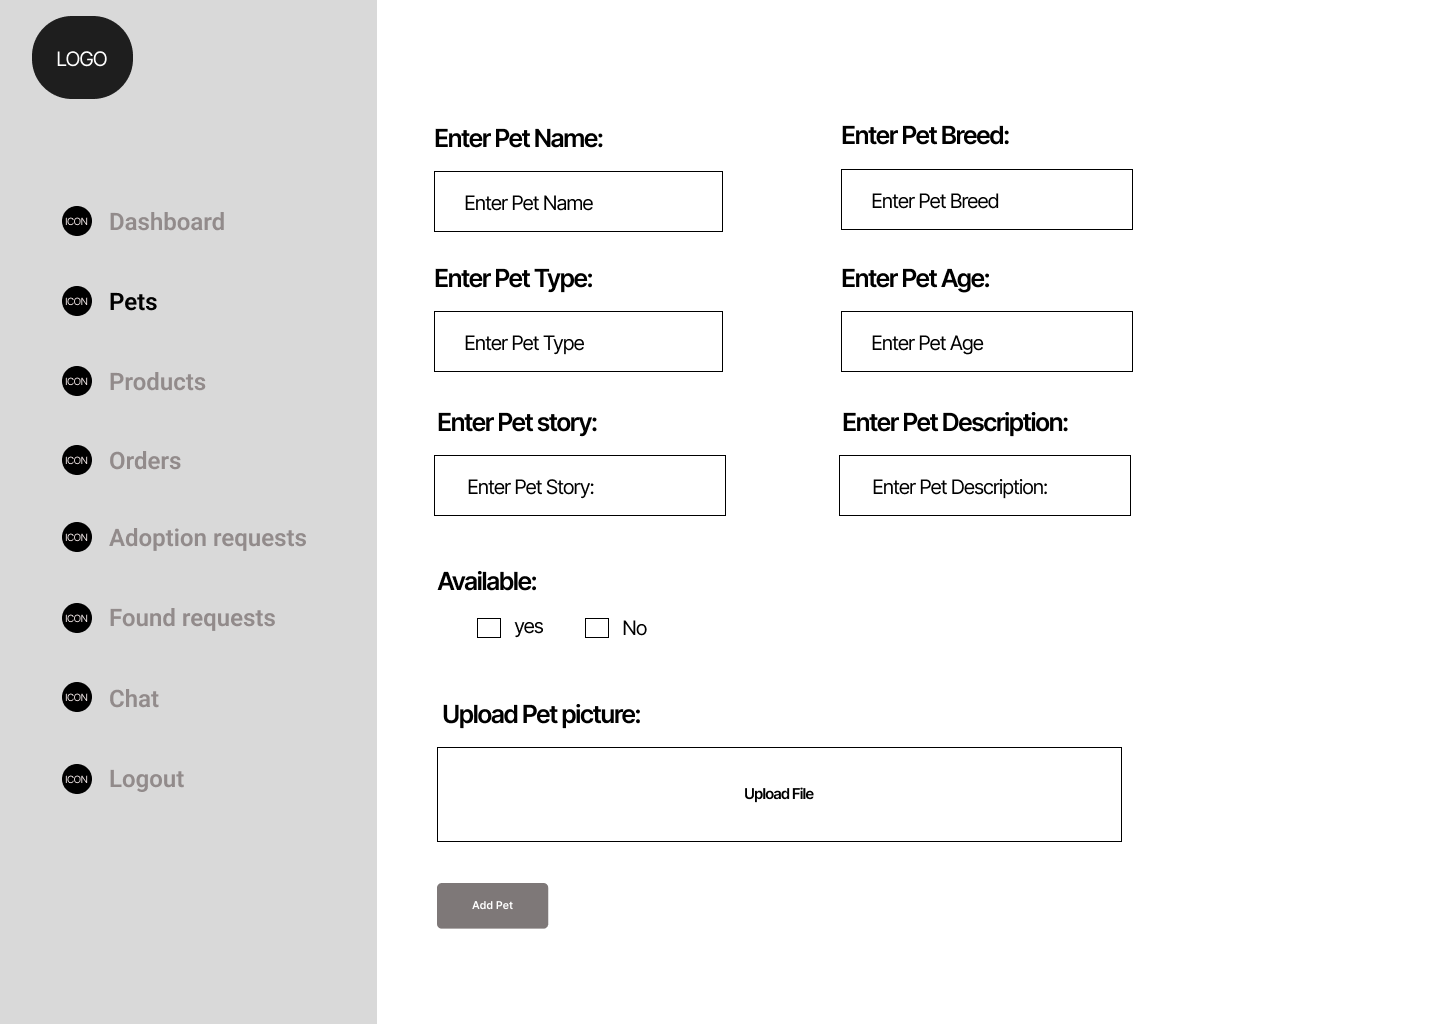 LOGO
ICON Dashboard
ICON Pets
ICON Products
ICON Orders
ICON Adoption requests
ICON Found requests
ICON Chat
ICON Logout
Enter Pet Name:
Enter Pet Name
Enter Pet Breed:
Enter Pet Breed
Enter Pet Type:
Enter Pet Type
Enter Pet Age:
Enter Pet Age
Enter Pet story:
Enter Pet Story:
Enter Pet Description:
Enter Pet Description:
Available:
yes No
Upload Pet picture:
Upload File
Add Pet